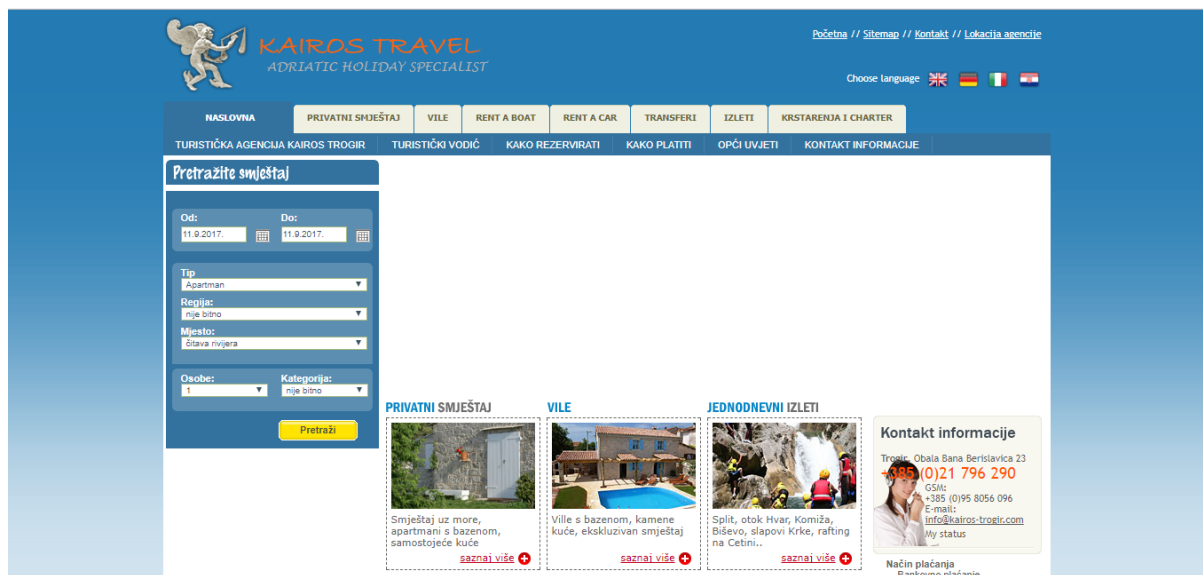 KAIROS TRAVEL
ADRIATIC HOLIDAY SPECIALIST
Početna // Sitemap // Kontakt // Lokacija agencije
Choose language
NASLOVNA PRIVATNI SMJEŠTAJ VILE RENT A BOAT RENT A CAR TRANSFERI IZLETI KRSTARENJA I CHARTER
TURISTIČKA AGENCIJA KAIROS TROGIR TURISTIČKI VODIČ KAKO REZERVIRATI KAKO PLATITI OPĆI UVJETI KONTAKT INFORMACIJE
Pretražite smještaj
Od: Do:
11.9.2017. 11.9.2017.
Tip
Apartman
Regija:
nije bitno
Mjesto:
čitava rivijera
Osobe: Kategorija:
1 nije bitno
Pretraži
PRIVATNI SMJEŠTAJ
Smještaj uz more,
apartmani s bazenom,
samostojeće kuće
saznaj više
VILE
Ville s bazenom, kamene
kuće, ekskluzivan smještaj
saznaj više
JEDNODNEVNI IZLETI
Split, otok Hvar, Komiža,
Biševo, slapovi Krke, rafting
na Cetini..
saznaj više
Kontakt informacije
Trogir, Obala Bana Berislavica 23
+385 (0)21 796 290
GSM:
+385 (0)95 8056 096
E-mail:
info@kairos-trogir.com
My status
Način plaćanja
Bankovno plaćanje